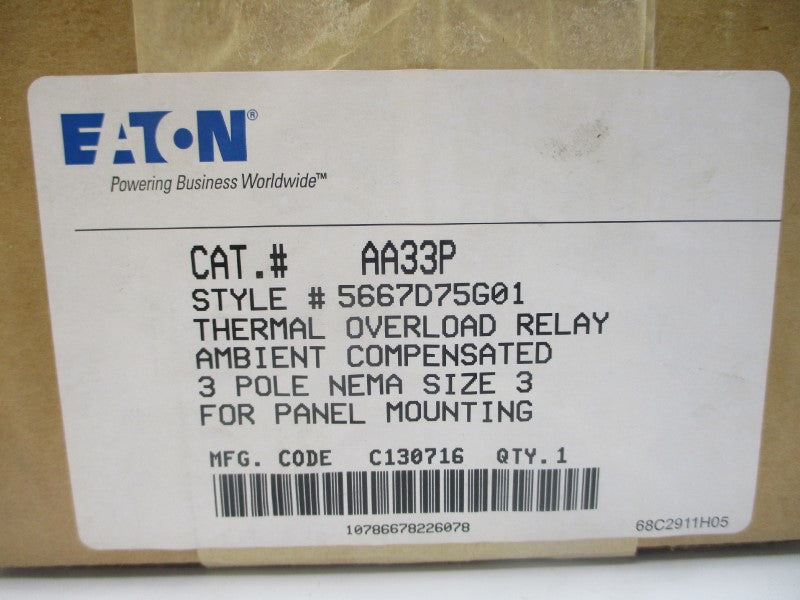 EATON®
Powering Business Worldwide™
CAT.# AA33P
STYLE # 5667D75G01
THERMAL OVERLOAD RELAY
AMBIENT COMPENSATED
3 POLE NEMA SIZE 3
FOR PANEL MOUNTING
MFG. CODE C130716 QTY. 1
10786678226078
68C2911H05